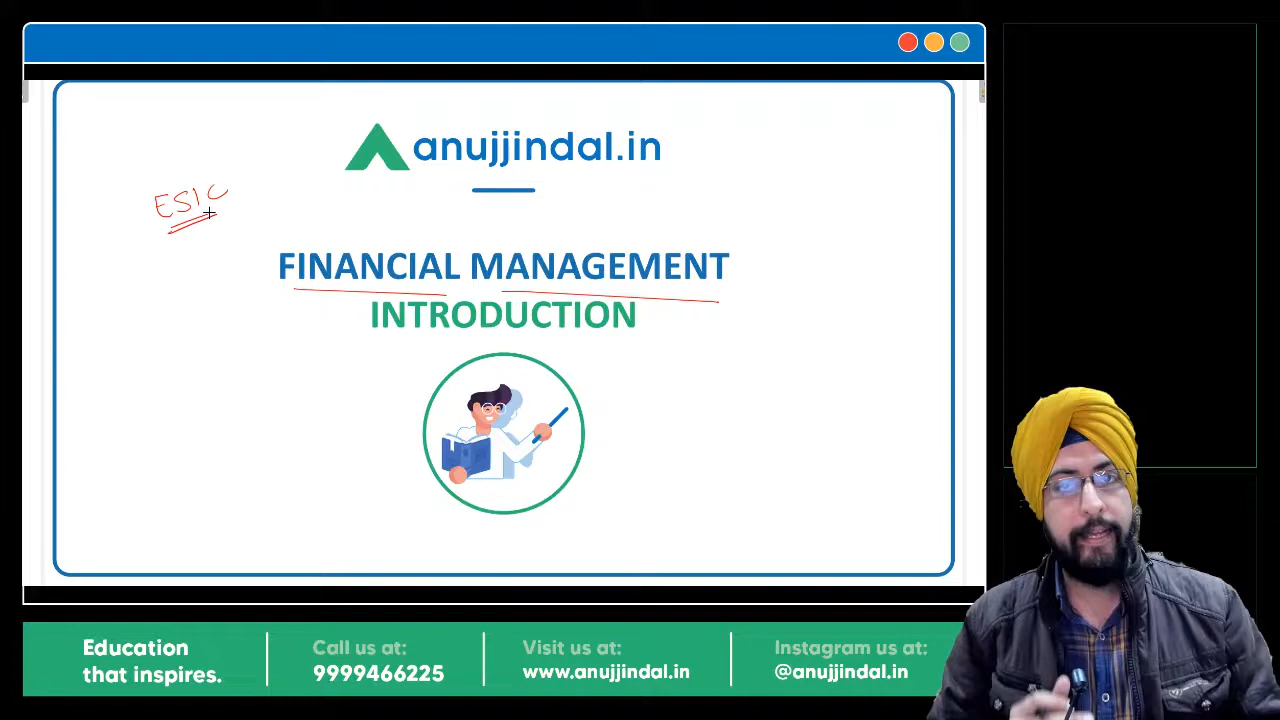 anujjindal.in
ESIC
FINANCIAL MANAGEMENT
INTRODUCTION
Education
that inspires.
Call us at:
9999466225
Visit us at:
www.anujjindal.in
Instagram us at:
@anujjindal.in